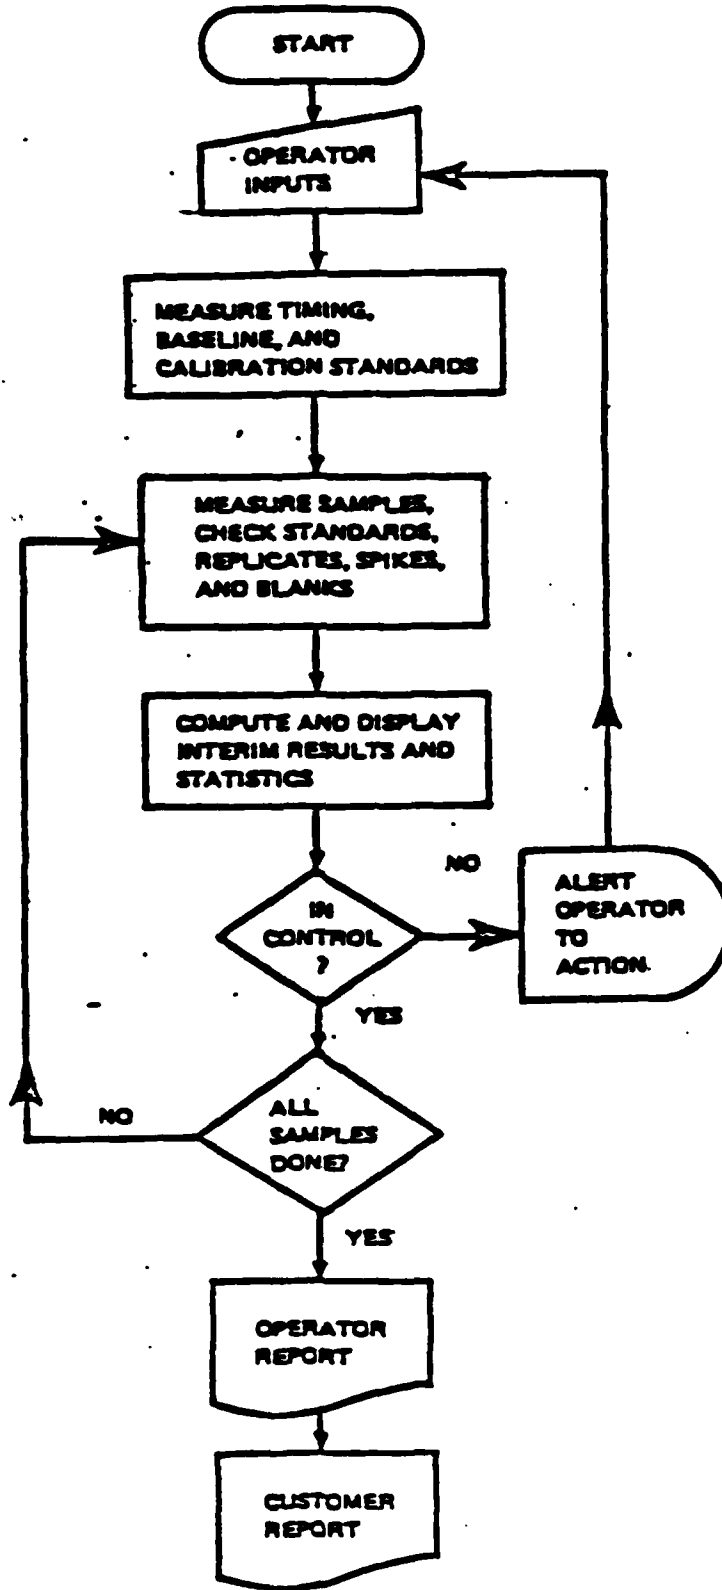 START
OPERATOR
INPUTS
MEASURE TIMING,
BASELINE, AND
CALIBRATION STANDARDS
MEASURE SAMPLES,
CHECK STANDARDS,
REPLICATES, SPIKES,
AND BLANKS
COMPUTE AND DISPLAY
INTERIM RESULTS AND
STATISTICS
NO
IN
CONTROL
?
ALERT
OPERATOR
TO
ACTION
YES
NO
ALL
SAMPLES
DONE?
YES
OPERATOR
REPORT
CUSTOMER
REPORT